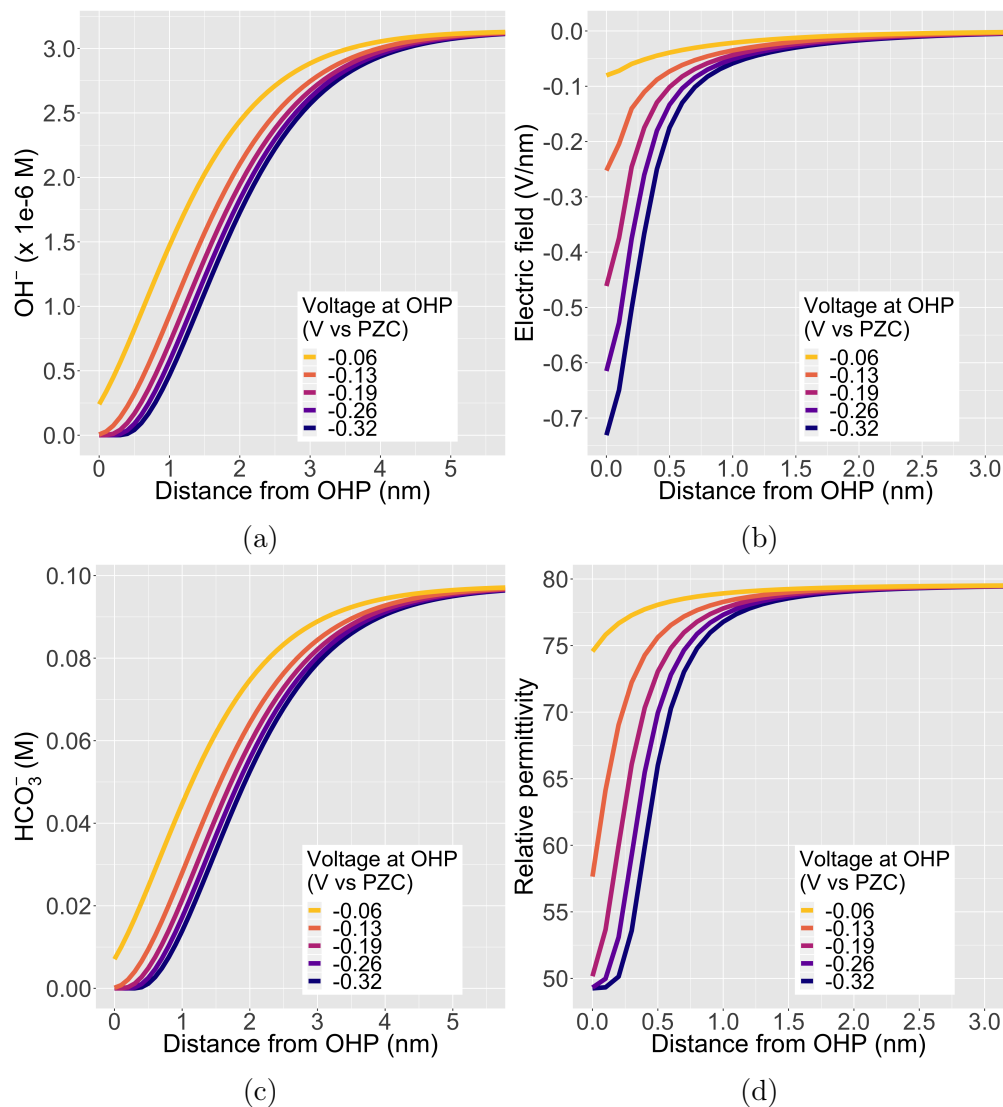 3.0
2.5
2.0
1.5
1.0
0.5
0.0
OH⁻ (x 1e-6 M)
0 1 2 3 4 5
Distance from OHP (nm)
Voltage at OHP
(V vs PZC)
-0.06
-0.13
-0.19
-0.26
-0.32
(a)
0.0
-0.1
-0.2
-0.3
-0.4
-0.5
-0.6
-0.7
Electric field (V/nm)
0.0 0.5 1.0 1.5 2.0 2.5 3.0
Distance from OHP (nm)
Voltage at OHP
(V vs PZC)
-0.06
-0.13
-0.19
-0.26
-0.32
(b)
0.10
0.08
0.06
0.04
0.02
0.00
HCO₃⁻ (M)
0 1 2 3 4 5
Distance from OHP (nm)
Voltage at OHP
(V vs PZC)
-0.06
-0.13
-0.19
-0.26
-0.32
(c)
80
75
70
65
60
55
50
Relative permittivity
0.0 0.5 1.0 1.5 2.0 2.5 3.0
Distance from OHP (nm)
Voltage at OHP
(V vs PZC)
-0.06
-0.13
-0.19
-0.26
-0.32
(d)